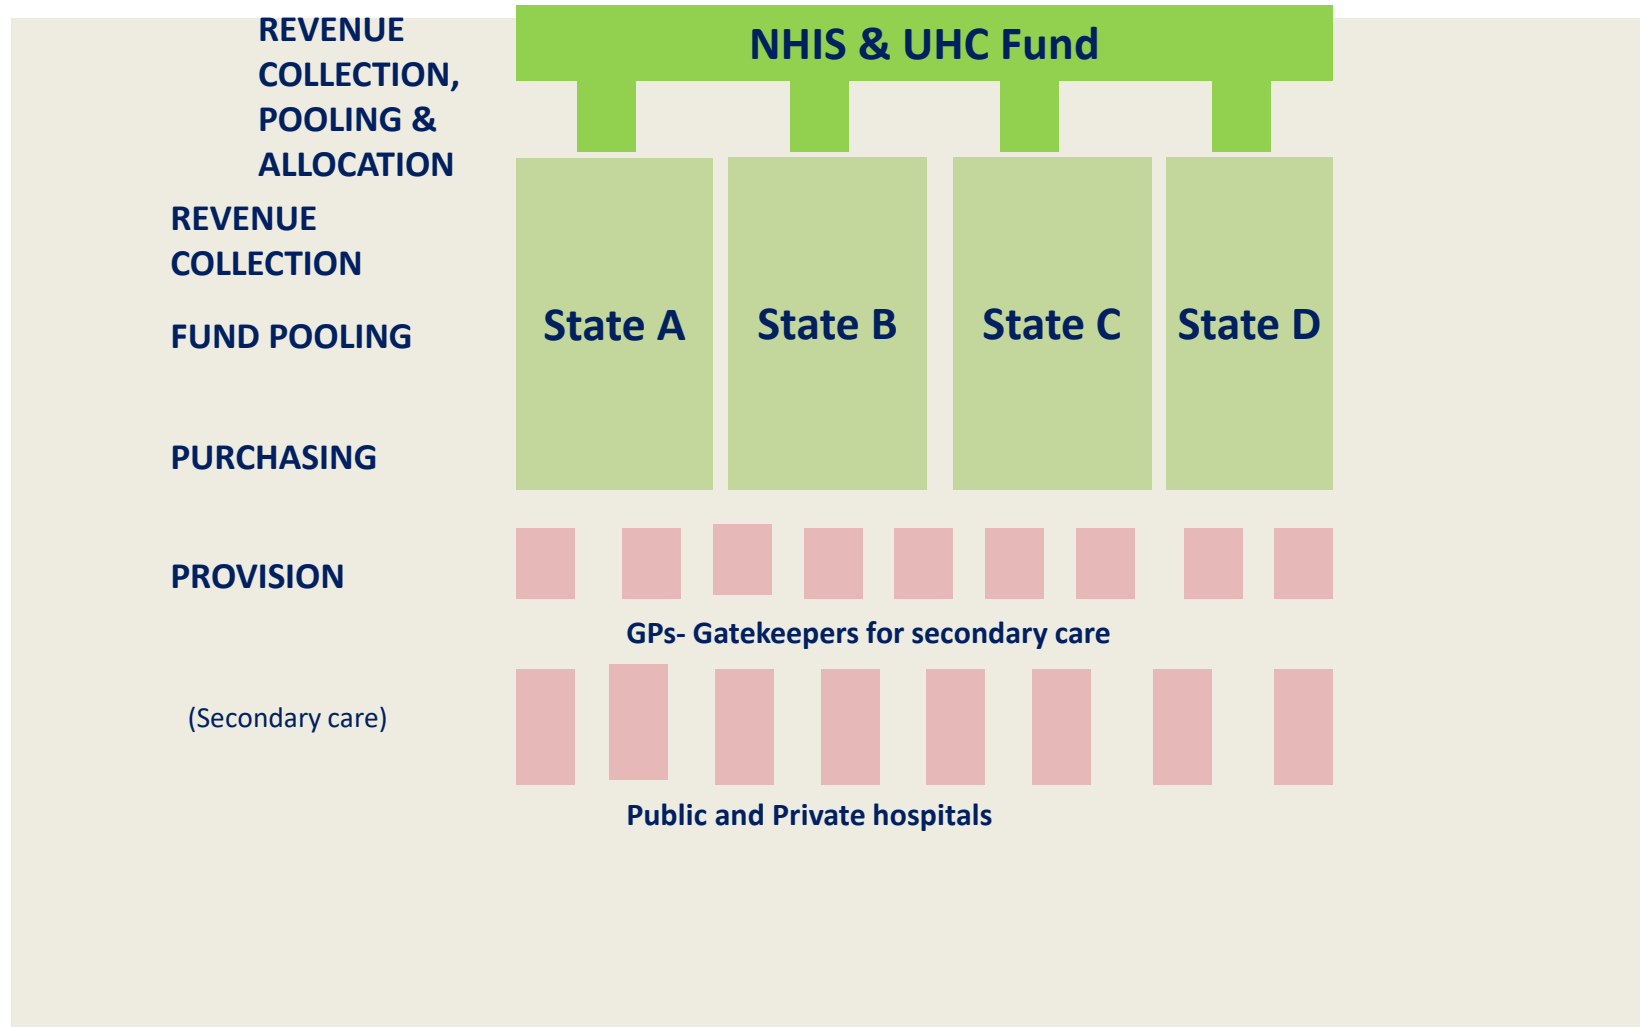 REVENUE
COLLECTION,
POOLING &
ALLOCATION
NHIS & UHC Fund
REVENUE
COLLECTION
FUND POOLING
PURCHASING
State A
State B
State C
State D
PROVISION
GPs- Gatekeepers for secondary care
(Secondary care)
Public and Private hospitals